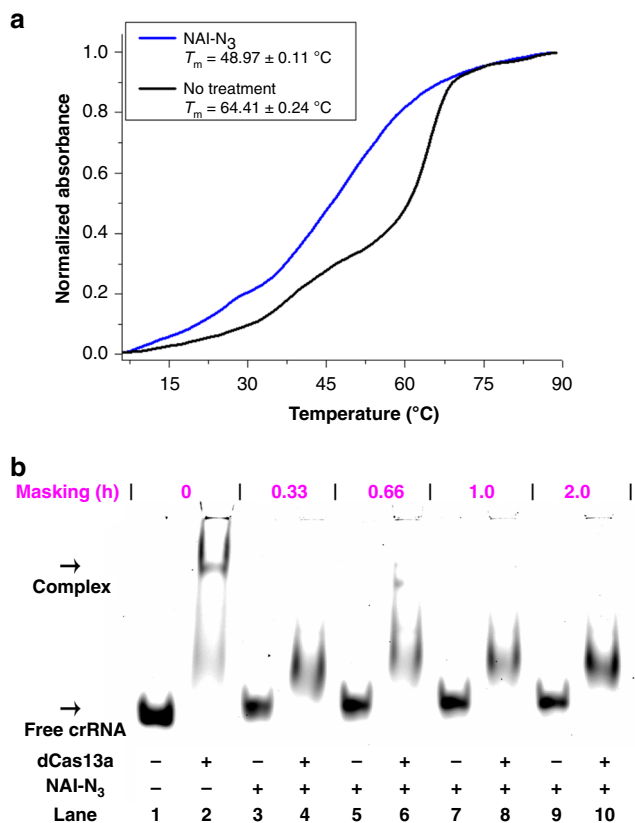 a
NAI-N3
Tm = 48.97 ± 0.11 °C
No treatment
Tm = 64.41 ± 0.24 °C
Normalized absorbance
1.0
0.8
0.6
0.4
0.2
0.0
15 30 45 60 75 90
Temperature (°C)
b
Masking (h) | 0 | 0.33 | 0.66 | 1.0 | 2.0 |
→
Complex
→
Free crRNA
dCas13a − + − + − + − + − +
NAI-N3 − − + + + + + + + +
Lane 1 2 3 4 5 6 7 8 9 10